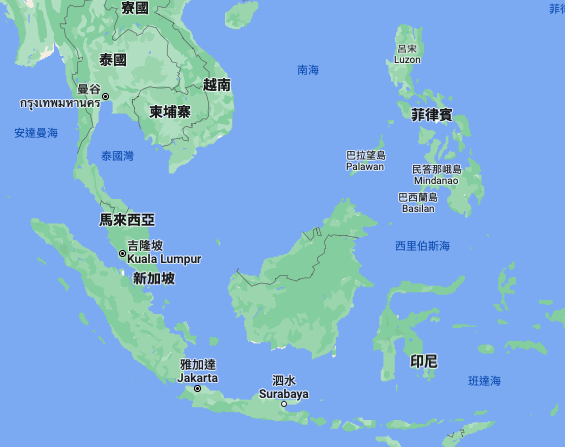 寮國
菲律
呂宋
Luzon
泰國
南海
越南
曼谷
กรุงเทพมหานคร
柬埔寨
菲律賓
安達曼海
泰國灣
巴拉望島
Palawan
民答那峨島
Mindanao
巴西蘭島
Basilan
馬來西亞
吉隆坡
Kuala Lumpur
西里伯斯海
新加坡
雅加達
Jakarta
泗水
Surabaya
印尼
班達海